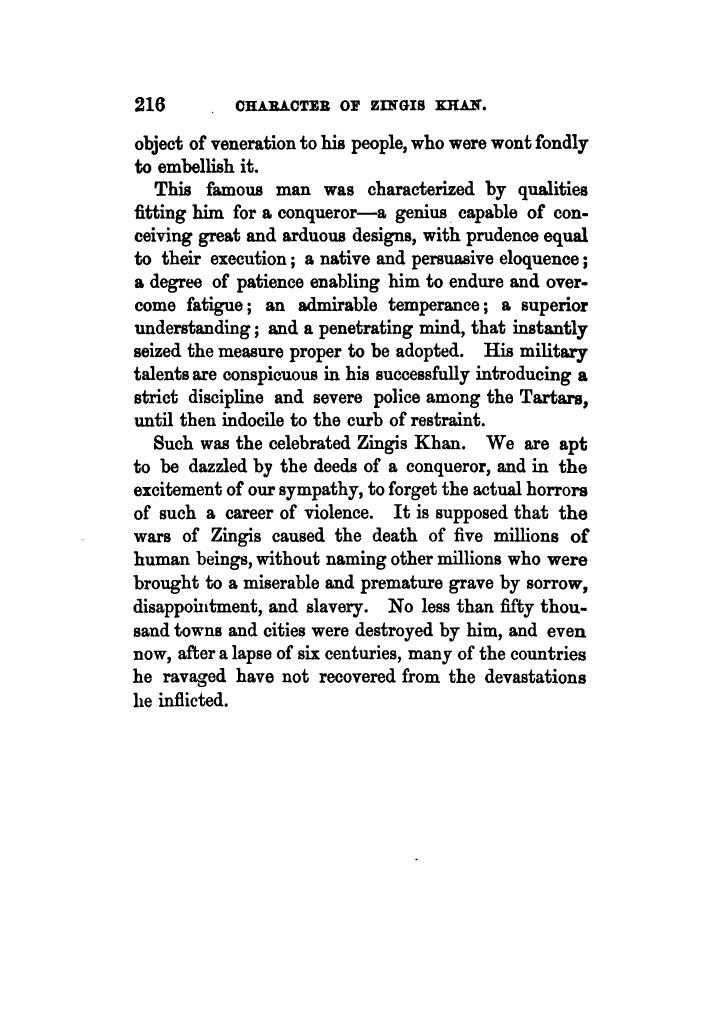 216 CHARACTER OF ZINGIS KHAN.
object of veneration to his people, who were wont fondly
to embellish it.
This famous man was characterized by qualities
fitting him for a conqueror—a genius capable of con-
ceiving great and arduous designs, with prudence equal
to their execution; a native and persuasive eloquence;
a degree of patience enabling him to endure and over-
come fatigue; an admirable temperance; a superior
understanding; and a penetrating mind, that instantly
seized the measure proper to be adopted. His military
talents are conspicuous in his successfully introducing a
strict discipline and severe police among the Tartars,
until then indocile to the curb of restraint.
Such was the celebrated Zingis Khan. We are apt
to be dazzled by the deeds of a conqueror, and in the
excitement of our sympathy, to forget the actual horrors
of such a career of violence. It is supposed that the
wars of Zingis caused the death of five millions of
human beings, without naming other millions who were
brought to a miserable and premature grave by sorrow,
disappointment, and slavery. No less than fifty thou-
sand towns and cities were destroyed by him, and even
now, after a lapse of six centuries, many of the countries
he ravaged have not recovered from the devastations
he inflicted.